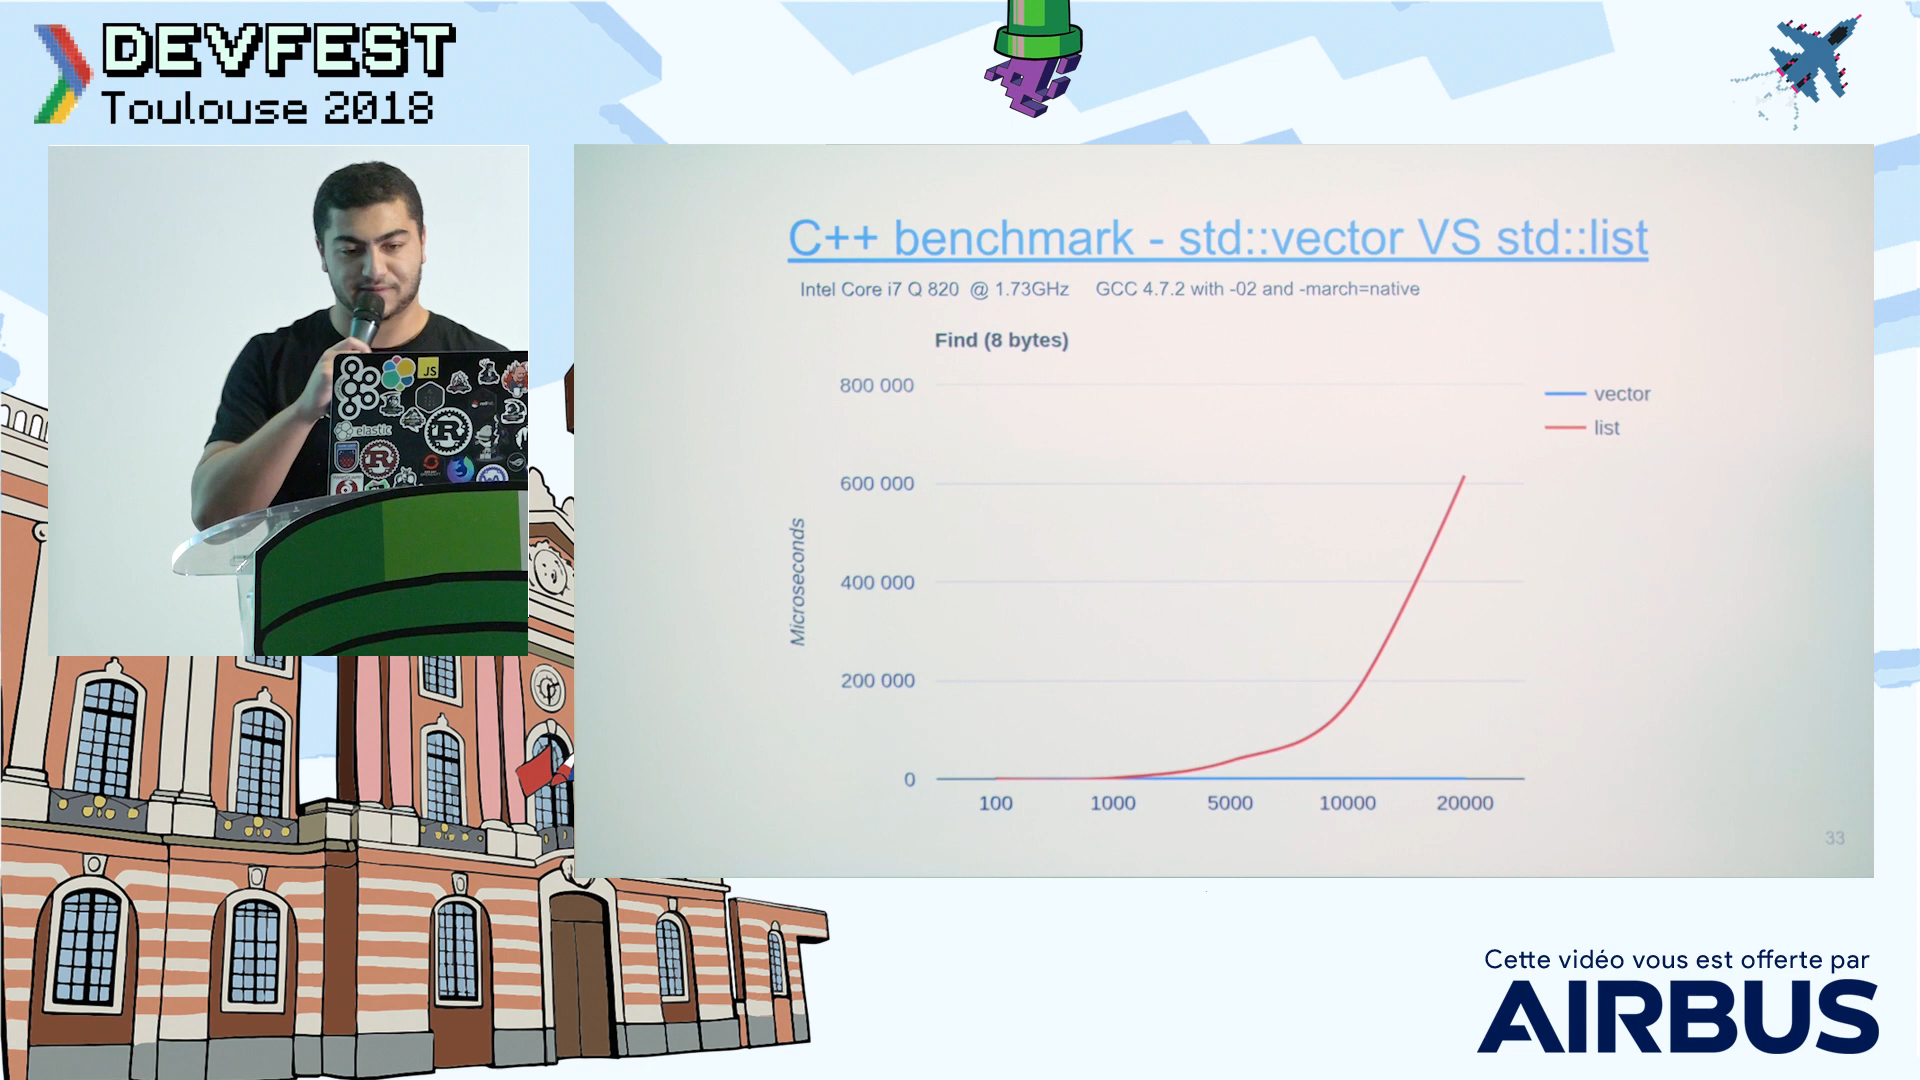 DEVFEST
Toulouse 2018
C++ benchmark - std::vector VS std::list
Intel Core i7 Q 820 @ 1.73GHz GCC 4.7.2 with -02 and -march=native
Find (8 bytes)
800 000
600 000
400 000
200 000
0
Microseconds
100 1000 5000 10000 20000
vector
list
33
JS
elastic
R
R
Cette vidéo vous est offerte par
AIRBUS